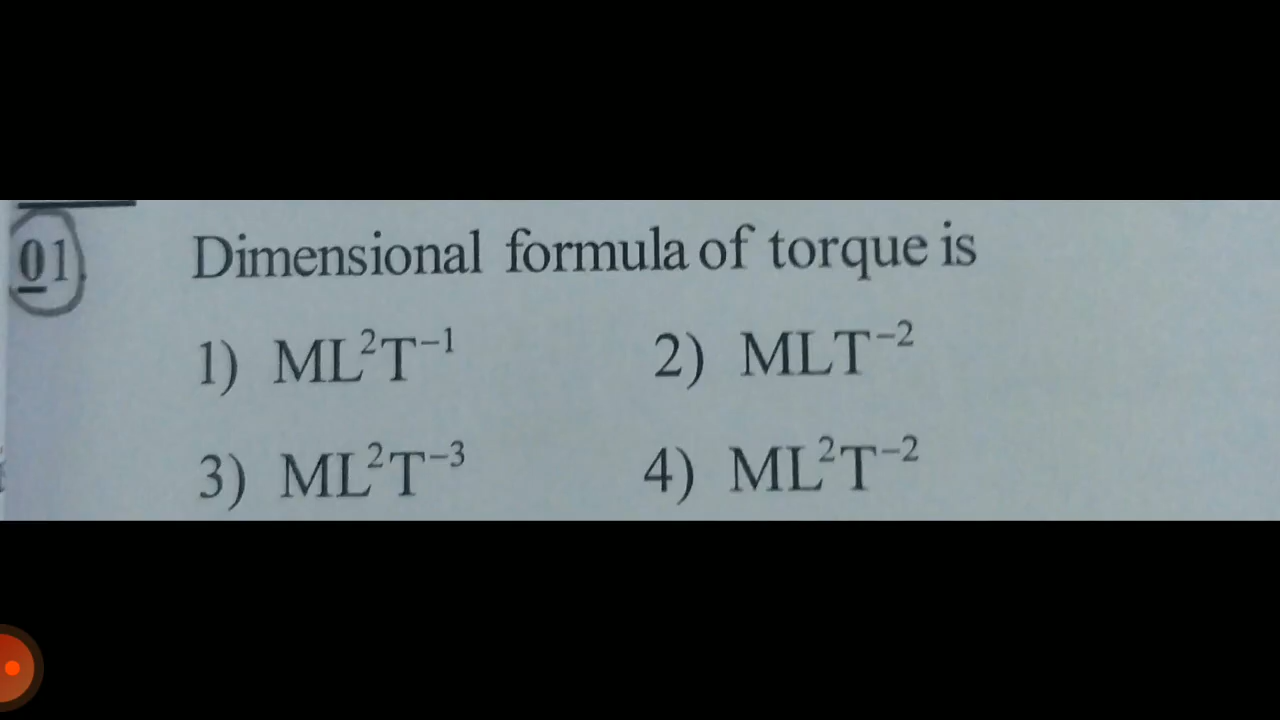 01. Dimensional formula of torque is
1) ML²T⁻¹ 2) MLT⁻²
3) ML²T⁻³ 4) ML²T⁻²